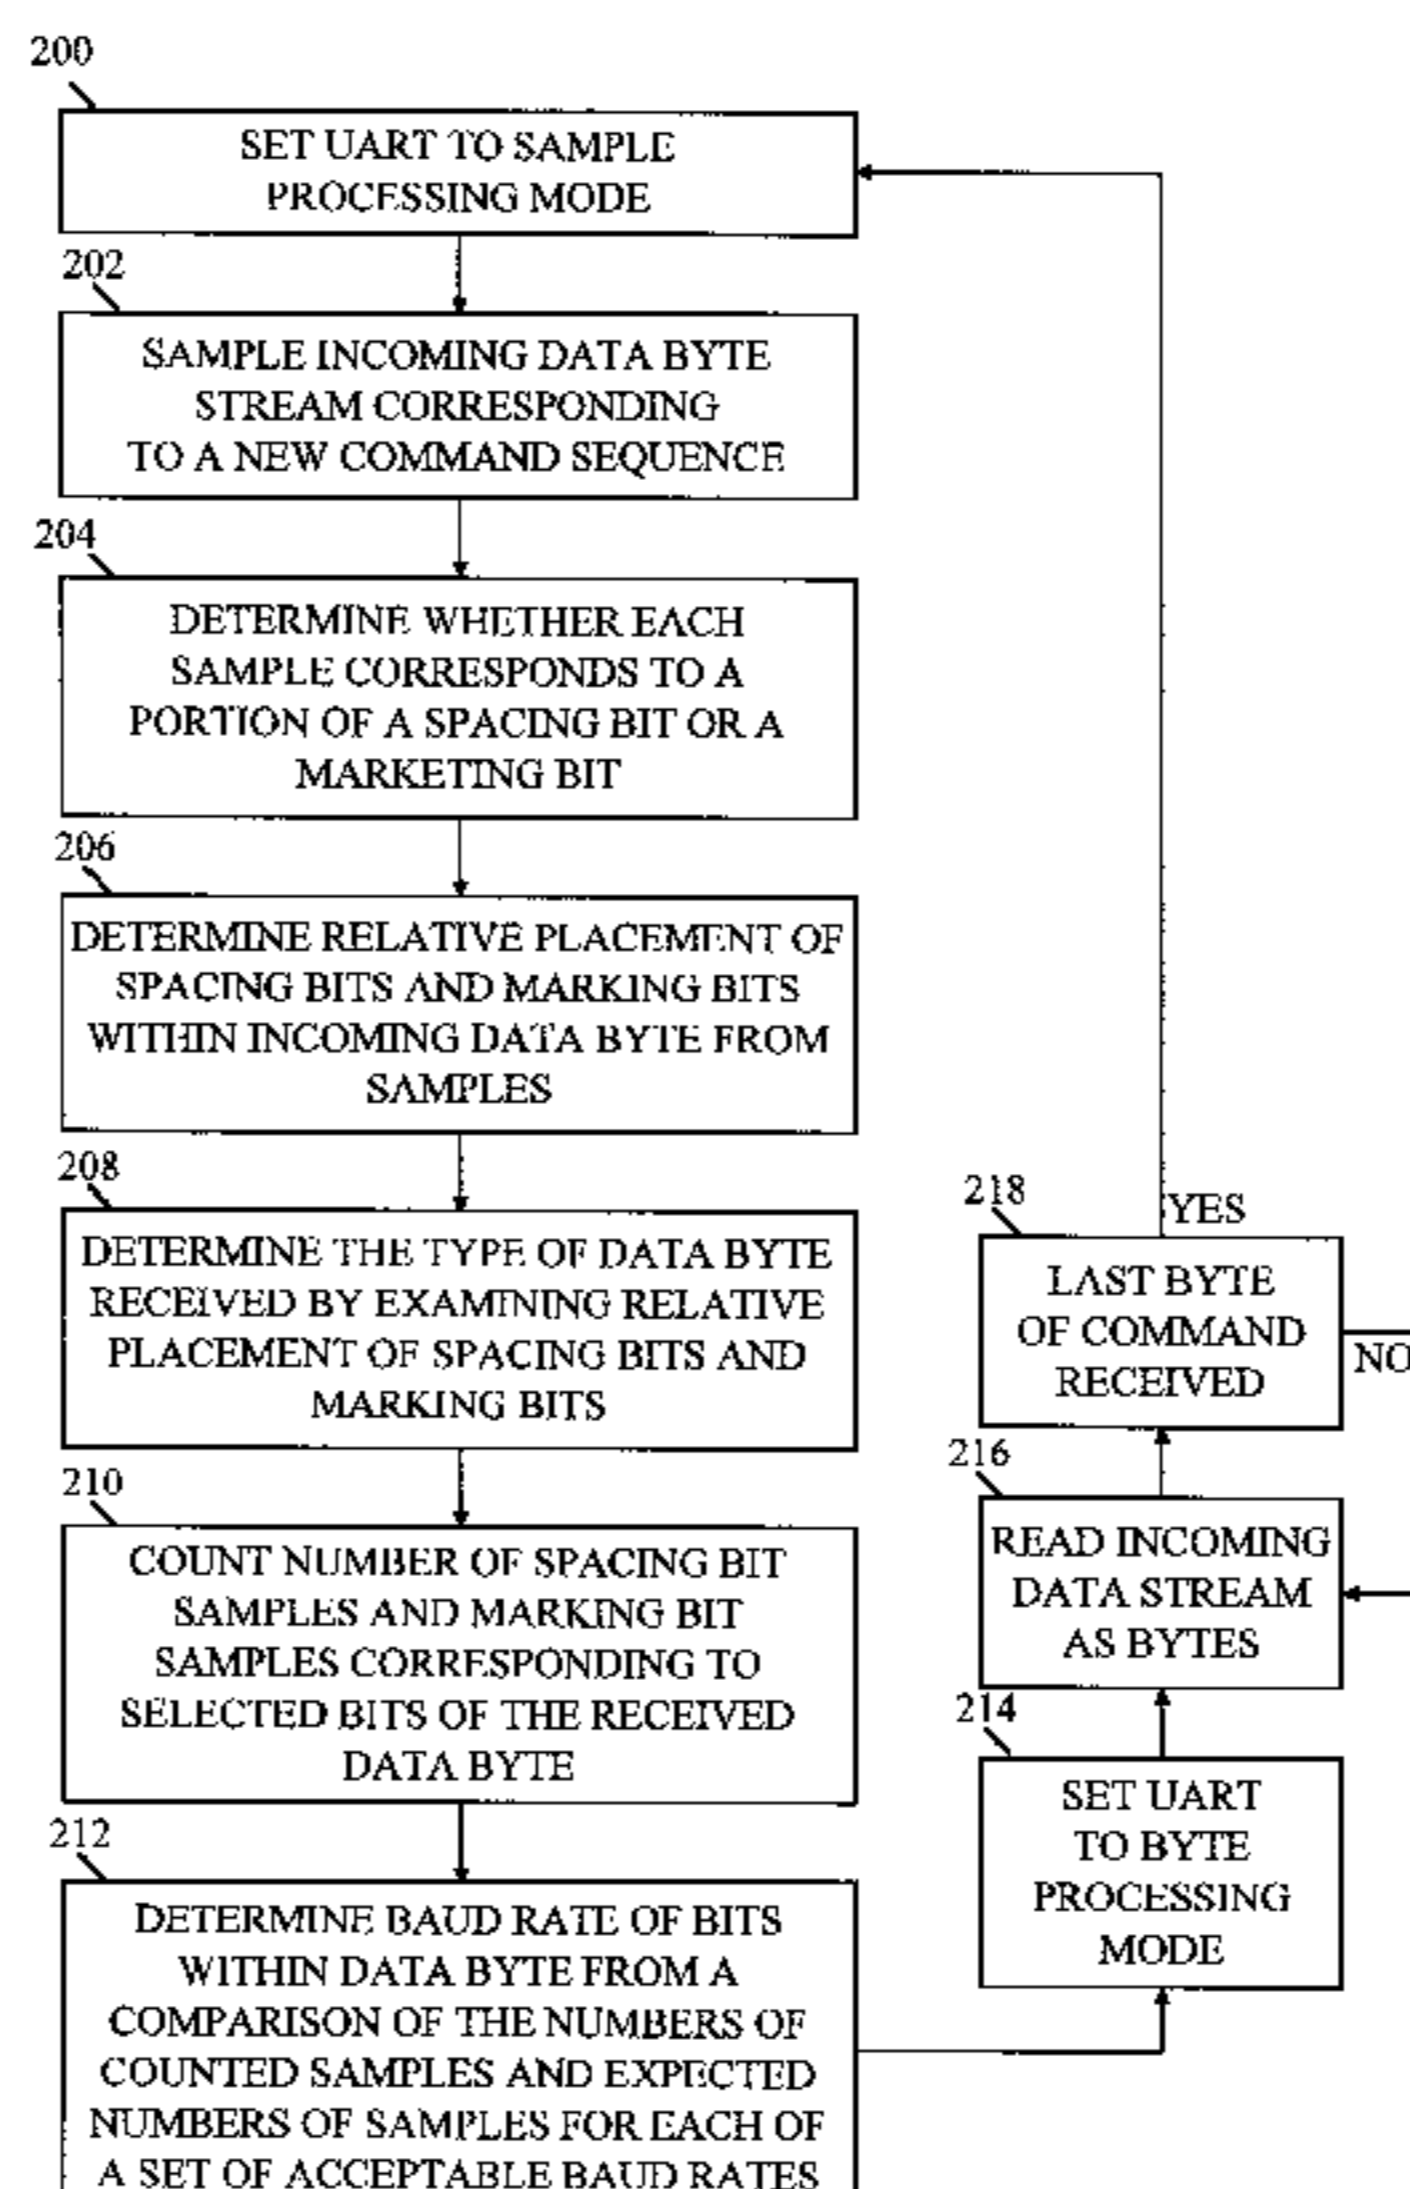 200
SET UART TO SAMPLE
PROCESSING MODE
202
SAMPLE INCOMING DATA BYTE
STREAM CORRESPONDING
TO A NEW COMMAND SEQUENCE
204
DETERMINE WHETHER EACH
SAMPLE CORRESPONDS TO A
PORTION OF A SPACING BIT OR A
MARKETING BIT
206
DETERMINE RELATIVE PLACEMENT OF
SPACING BITS AND MARKING BITS
WITHIN INCOMING DATA BYTE FROM
SAMPLES
208
DETERMINE THE TYPE OF DATA BYTE
RECEIVED BY EXAMINING RELATIVE
PLACEMENT OF SPACING BITS AND
MARKING BITS
210
COUNT NUMBER OF SPACING BIT
SAMPLES AND MARKING BIT
SAMPLES CORRESPONDING TO
SELECTED BITS OF THE RECEIVED
DATA BYTE
212
DETERMINE BAUD RATE OF BITS
WITHIN DATA BYTE FROM A
COMPARISON OF THE NUMBERS OF
COUNTED SAMPLES AND EXPECTED
NUMBERS OF SAMPLES FOR EACH OF
A SET OF ACCEPTABLE BAUD RATES
218
YES
LAST BYTE
OF COMMAND
RECEIVED
NO
216
READ INCOMING
DATA STREAM
AS BYTES
214
SET UART
TO BYTE
PROCESSING
MODE